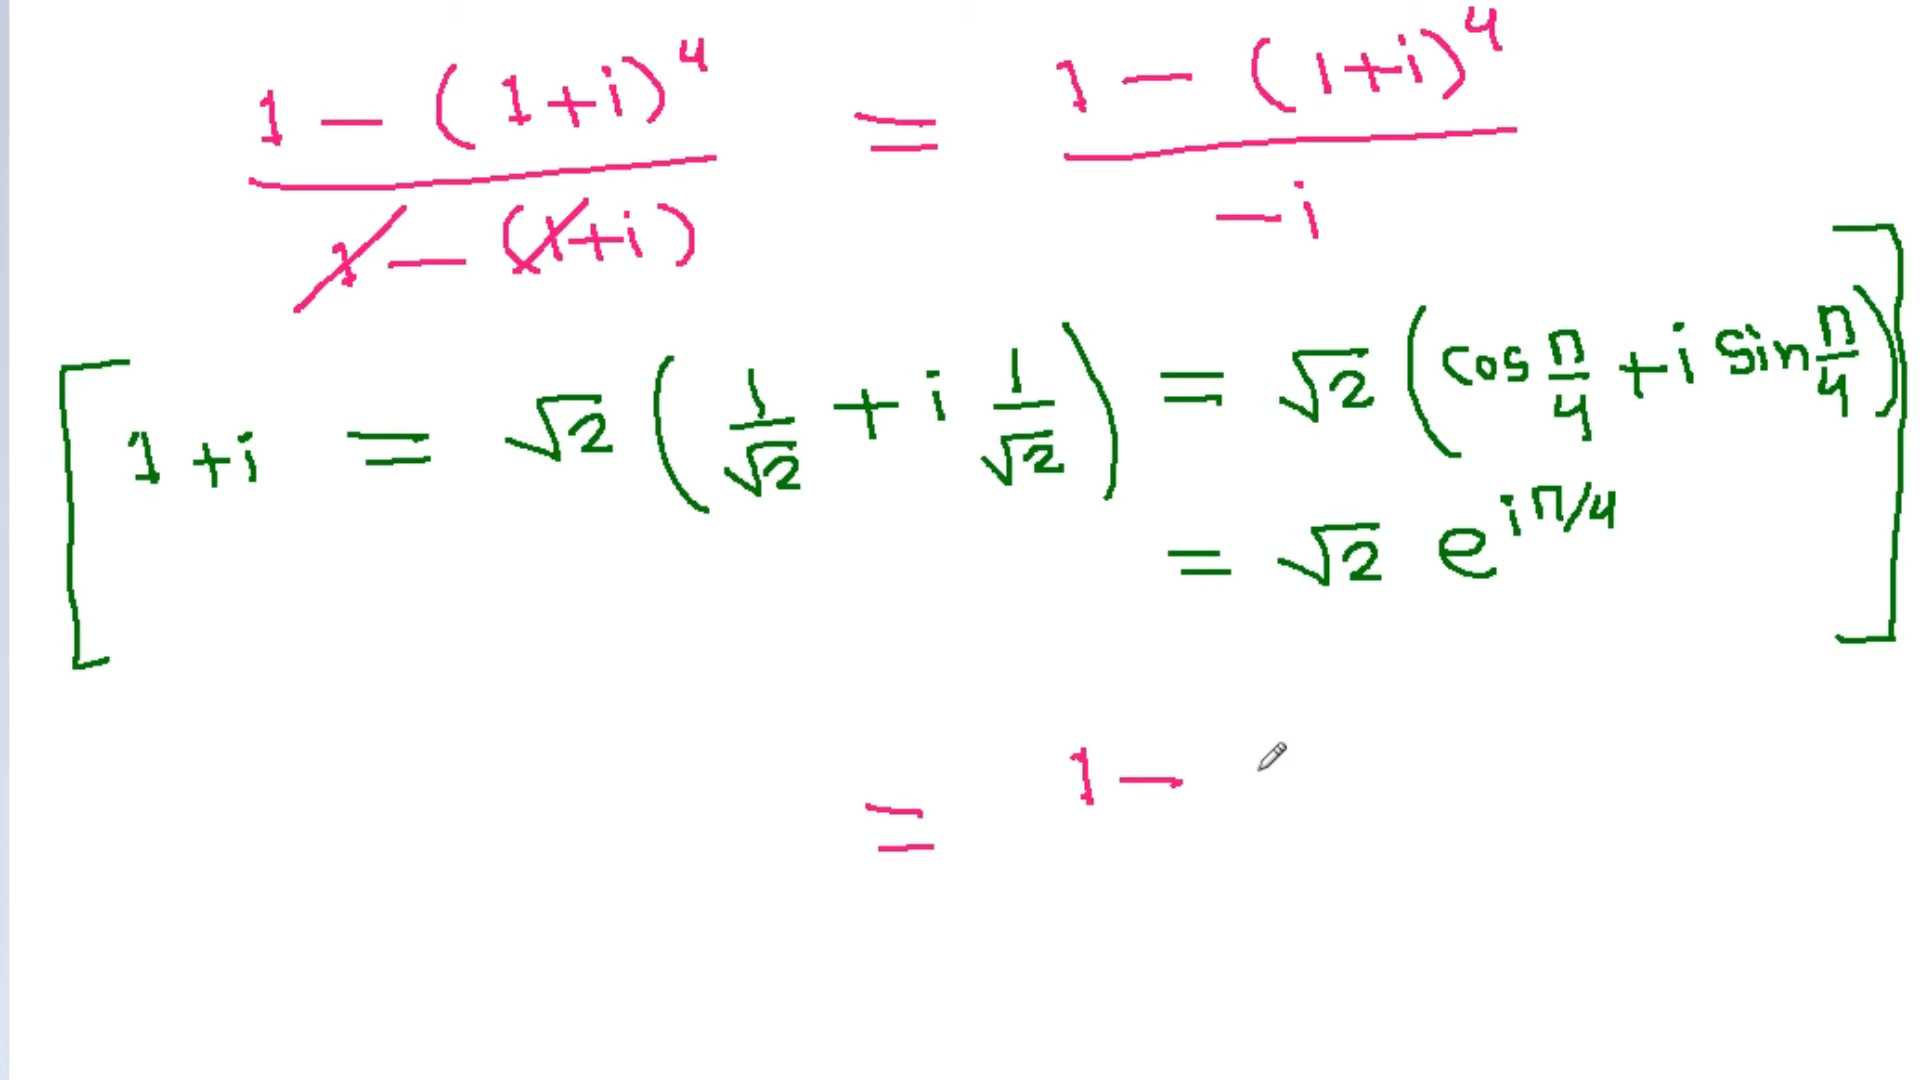 1 - (1+i)^4 / 1 - (1+i) = 1 - (1+i)^4 / -i
[1+i = √2 (1/√2 + i 1/√2) = √2 (cos π/4 + i sin π/4)
= √2 e^{iπ/4}]
= 1 -